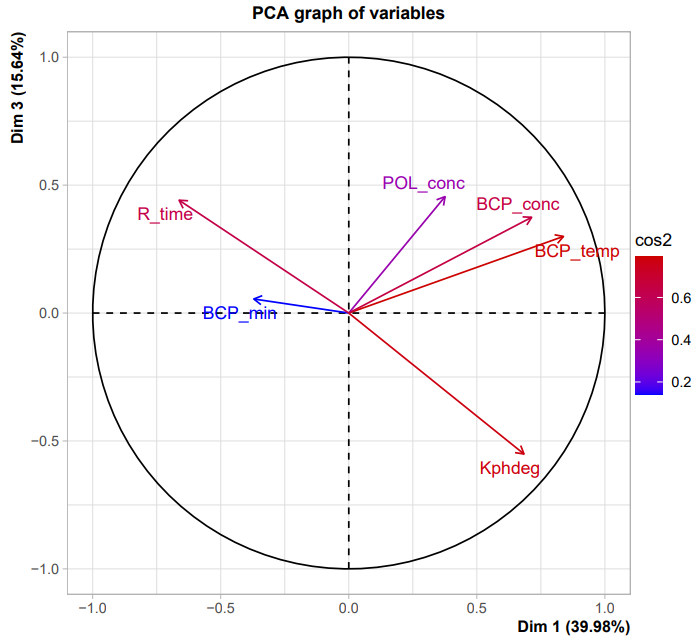 PCA graph of variables
Dim 3 (15.64%)
1.0
0.5
0.0
−0.5
−1.0
POL_conc
BCP_conc
R_time
BCP_temp
BCP_min
Kphdeg
cos2
0.6
0.4
0.2
−1.0 −0.5 0.0 0.5 1.0
Dim 1 (39.98%)